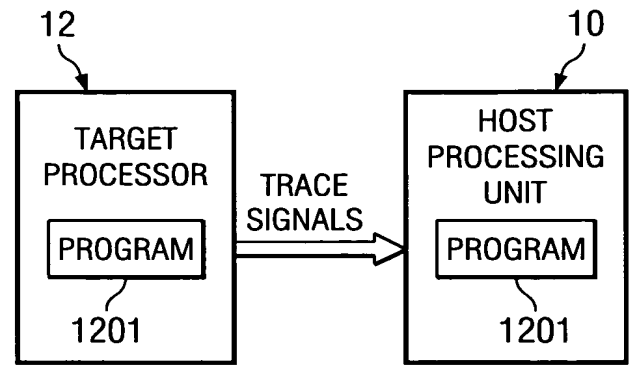 12
TARGET
PROCESSOR
PROGRAM
1201
TRACE
SIGNALS
10
HOST
PROCESSING
UNIT
PROGRAM
1201